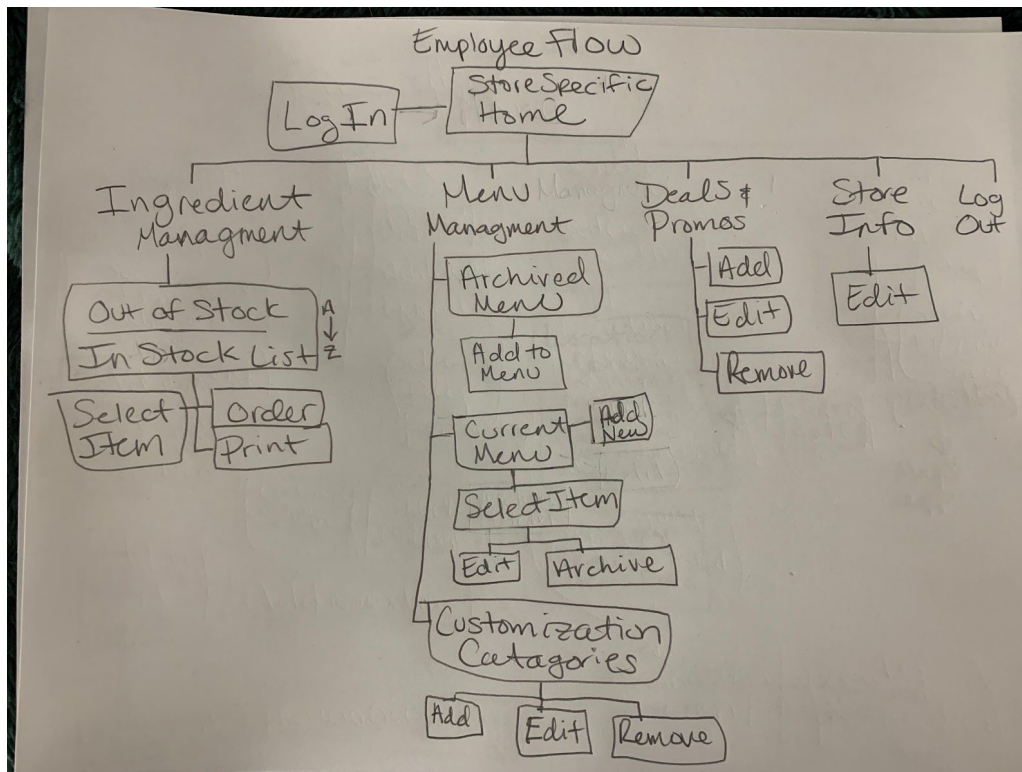 Employee Flow
Log In
Store Specific
Home
Ingredient
Managment
Out of Stock
In Stock List
A
Z
Select
Item
Order
Print
Menu
Managment
Archived
Menu
Add to
Menu
Current
Menu
Add
New
Select Item
Edit
Archive
Customization
Catagories
Add
Edit
Remove
Deals &
Promos
Add
Edit
Remove
Store
Info
Edit
Log
Out